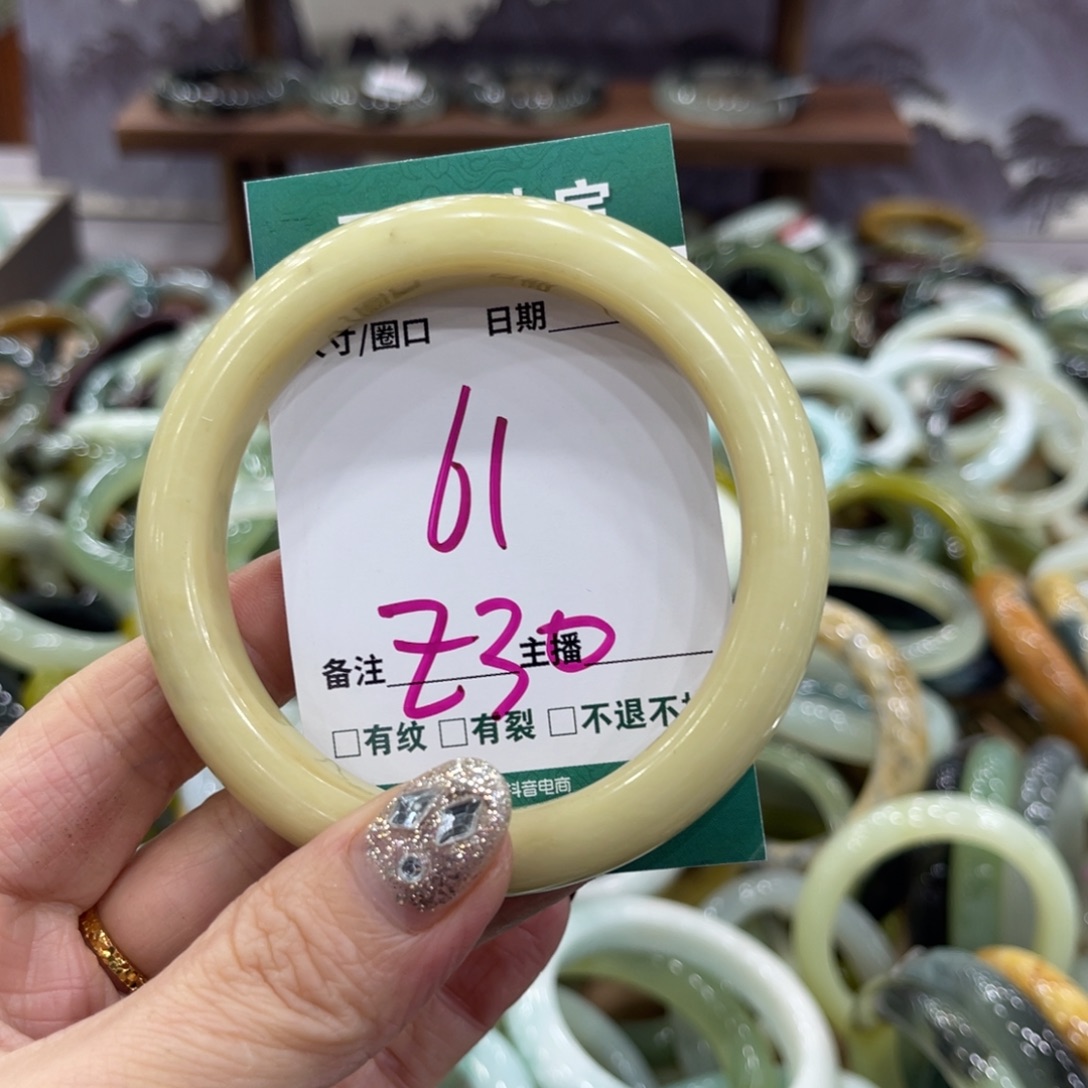 寸/圈口 日期
61
Z30
备注 主播
□有纹 □有裂 □不退不
抖音电商